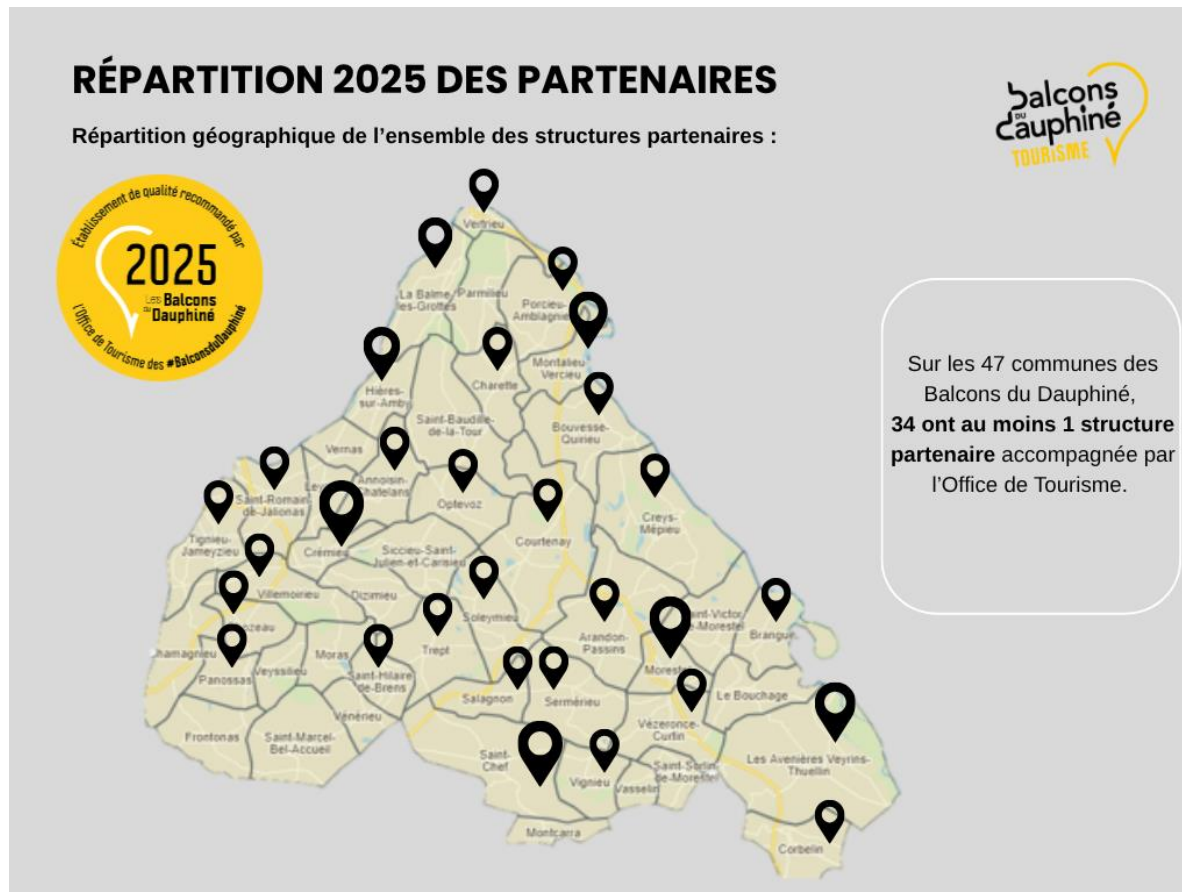 RÉPARTITION 2025 DES PARTENAIRES
Répartition géographique de l’ensemble des structures partenaires :
balcons
DU
dauphiné
TOURISME
Établissement de qualité recommandé par
2025
Les Balcons
du Dauphiné
l'Office de Tourisme des #BalconsduDauphiné
Sur les 47 communes des
Balcons du Dauphiné,
34 ont au moins 1 structure
partenaire accompagnée par
l’Office de Tourisme.
Vertrieu
La Balme
les-Grottes
Parmilieu
Porcieu-
Amblagnie
Montalieu
Vercieu
Charette
Hières-
sur-Amby
Saint-Baudille-
de-la-Tour
Bouvesse-
Quirieu
Vernas
Annoisin-
Chatelans
Ley
Saint-Romain
de-Jalionas
Optevoz
Creys-
Mépieu
Tignieu-
Jameyzieu
Crémieu
Siccieu-Saint-
Julien-et-Carisieu
Courtenay
Villemoirieu
Dizimieu
Soleymieu
Arandon-
Passins
int-Victor
e-Morestel
Brangue
ozeau
hamagnieu
Panossas
Veyssilieu
Moras
Saint-Hilaire
de-Brens
Trept
Morestel
Le Bouchage
Salagnon
Sermérieu
Vénérieu
Vézeronce-
Curtin
Frontonas
Saint-Marcel-
Bel-Accueil
Saint-
Chef
Vignieu
Vasselin
Saint-Sorlin
de-Morestel
Les Avenières Veyrins-
Thuellin
Montcarra
Corbelin